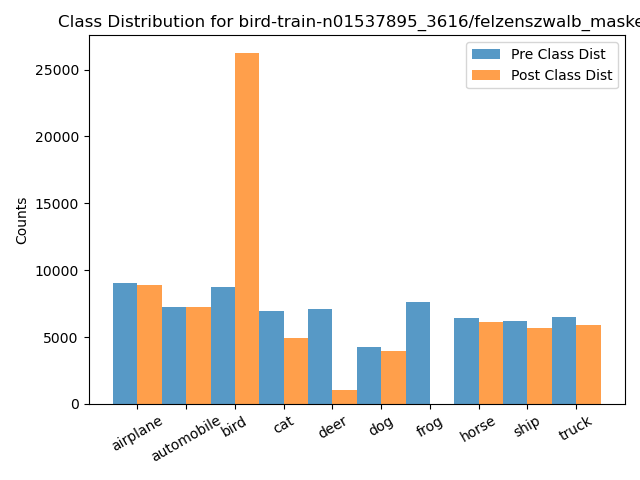 Class Distribution for bird-train-n01537895_3616/felzenszwalb_maske
Pre Class Dist
Post Class Dist
Counts
25000
20000
15000
10000
5000
0
airplane
automobile
bird
cat
deer
dog
frog
horse
ship
truck